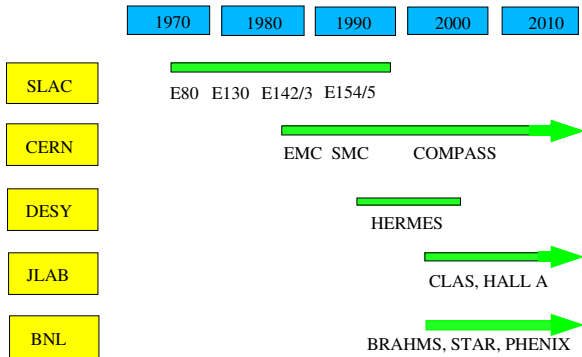 1970 1980 1990 2000 2010
SLAC
E80 E130 E142/3 E154/5
CERN
EMC SMC COMPASS
DESY
HERMES
JLAB
CLAS, HALL A
BNL
BRAHMS, STAR, PHENIX